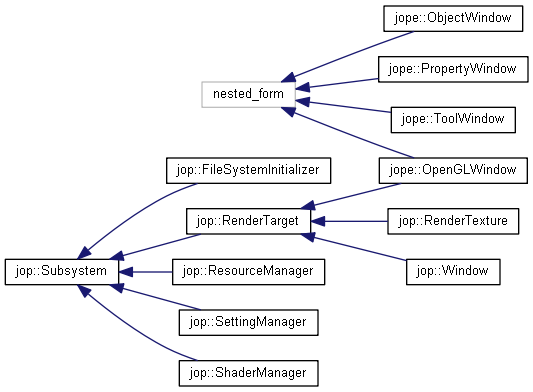 jope::ObjectWindow
jope::PropertyWindow
nested_form
jope::ToolWindow
jop::FileSystemInitializer
jope::OpenGLWindow
jop::RenderTarget
jop::RenderTexture
jop::Subsystem
jop::ResourceManager
jop::Window
jop::SettingManager
jop::ShaderManager